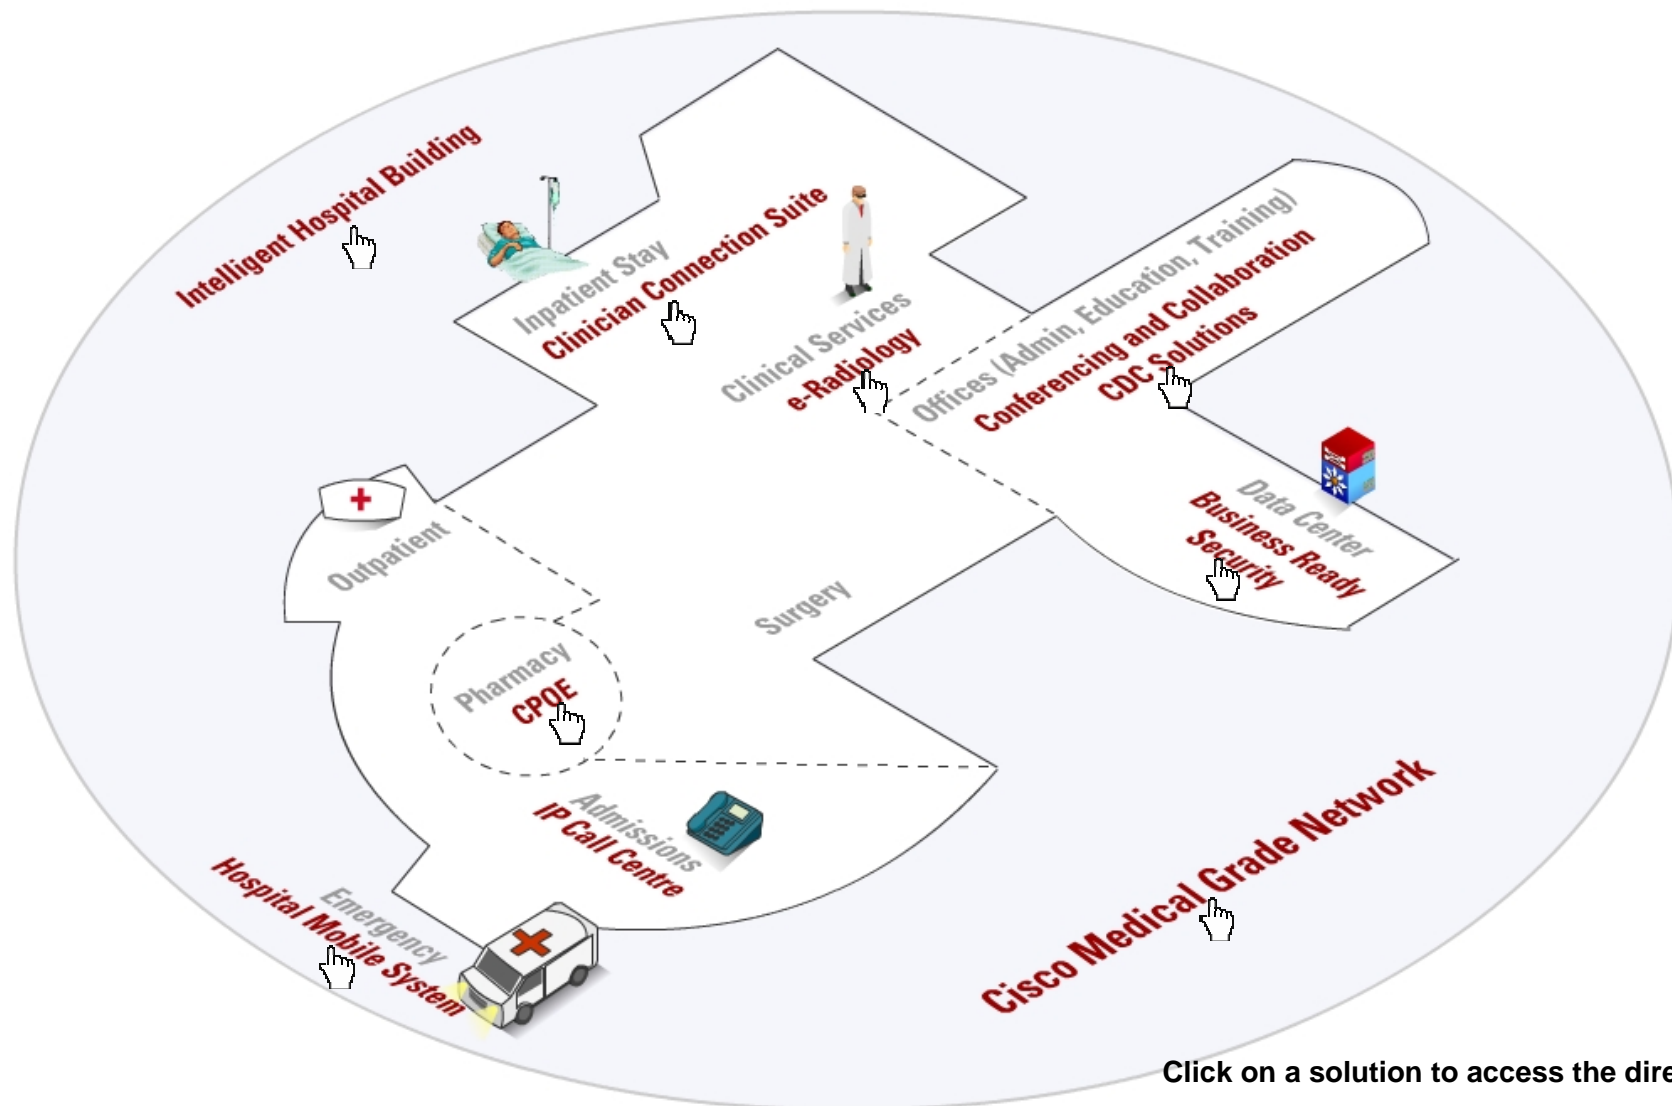 Intelligent Hospital Building
Inpatient Stay
Clinician Connection Suite
Clinical Services
e-Radiology
Offices (Admin, Education, Training)
Conferencing and Collaboration
CDC Solutions
Data Center
Business Ready
Security
Outpatient
Surgery
Pharmacy
CPOE
Admissions
IP Call Centre
Emergency
Hospital Mobile System
Cisco Medical Grade Network
Click on a solution to access the dire